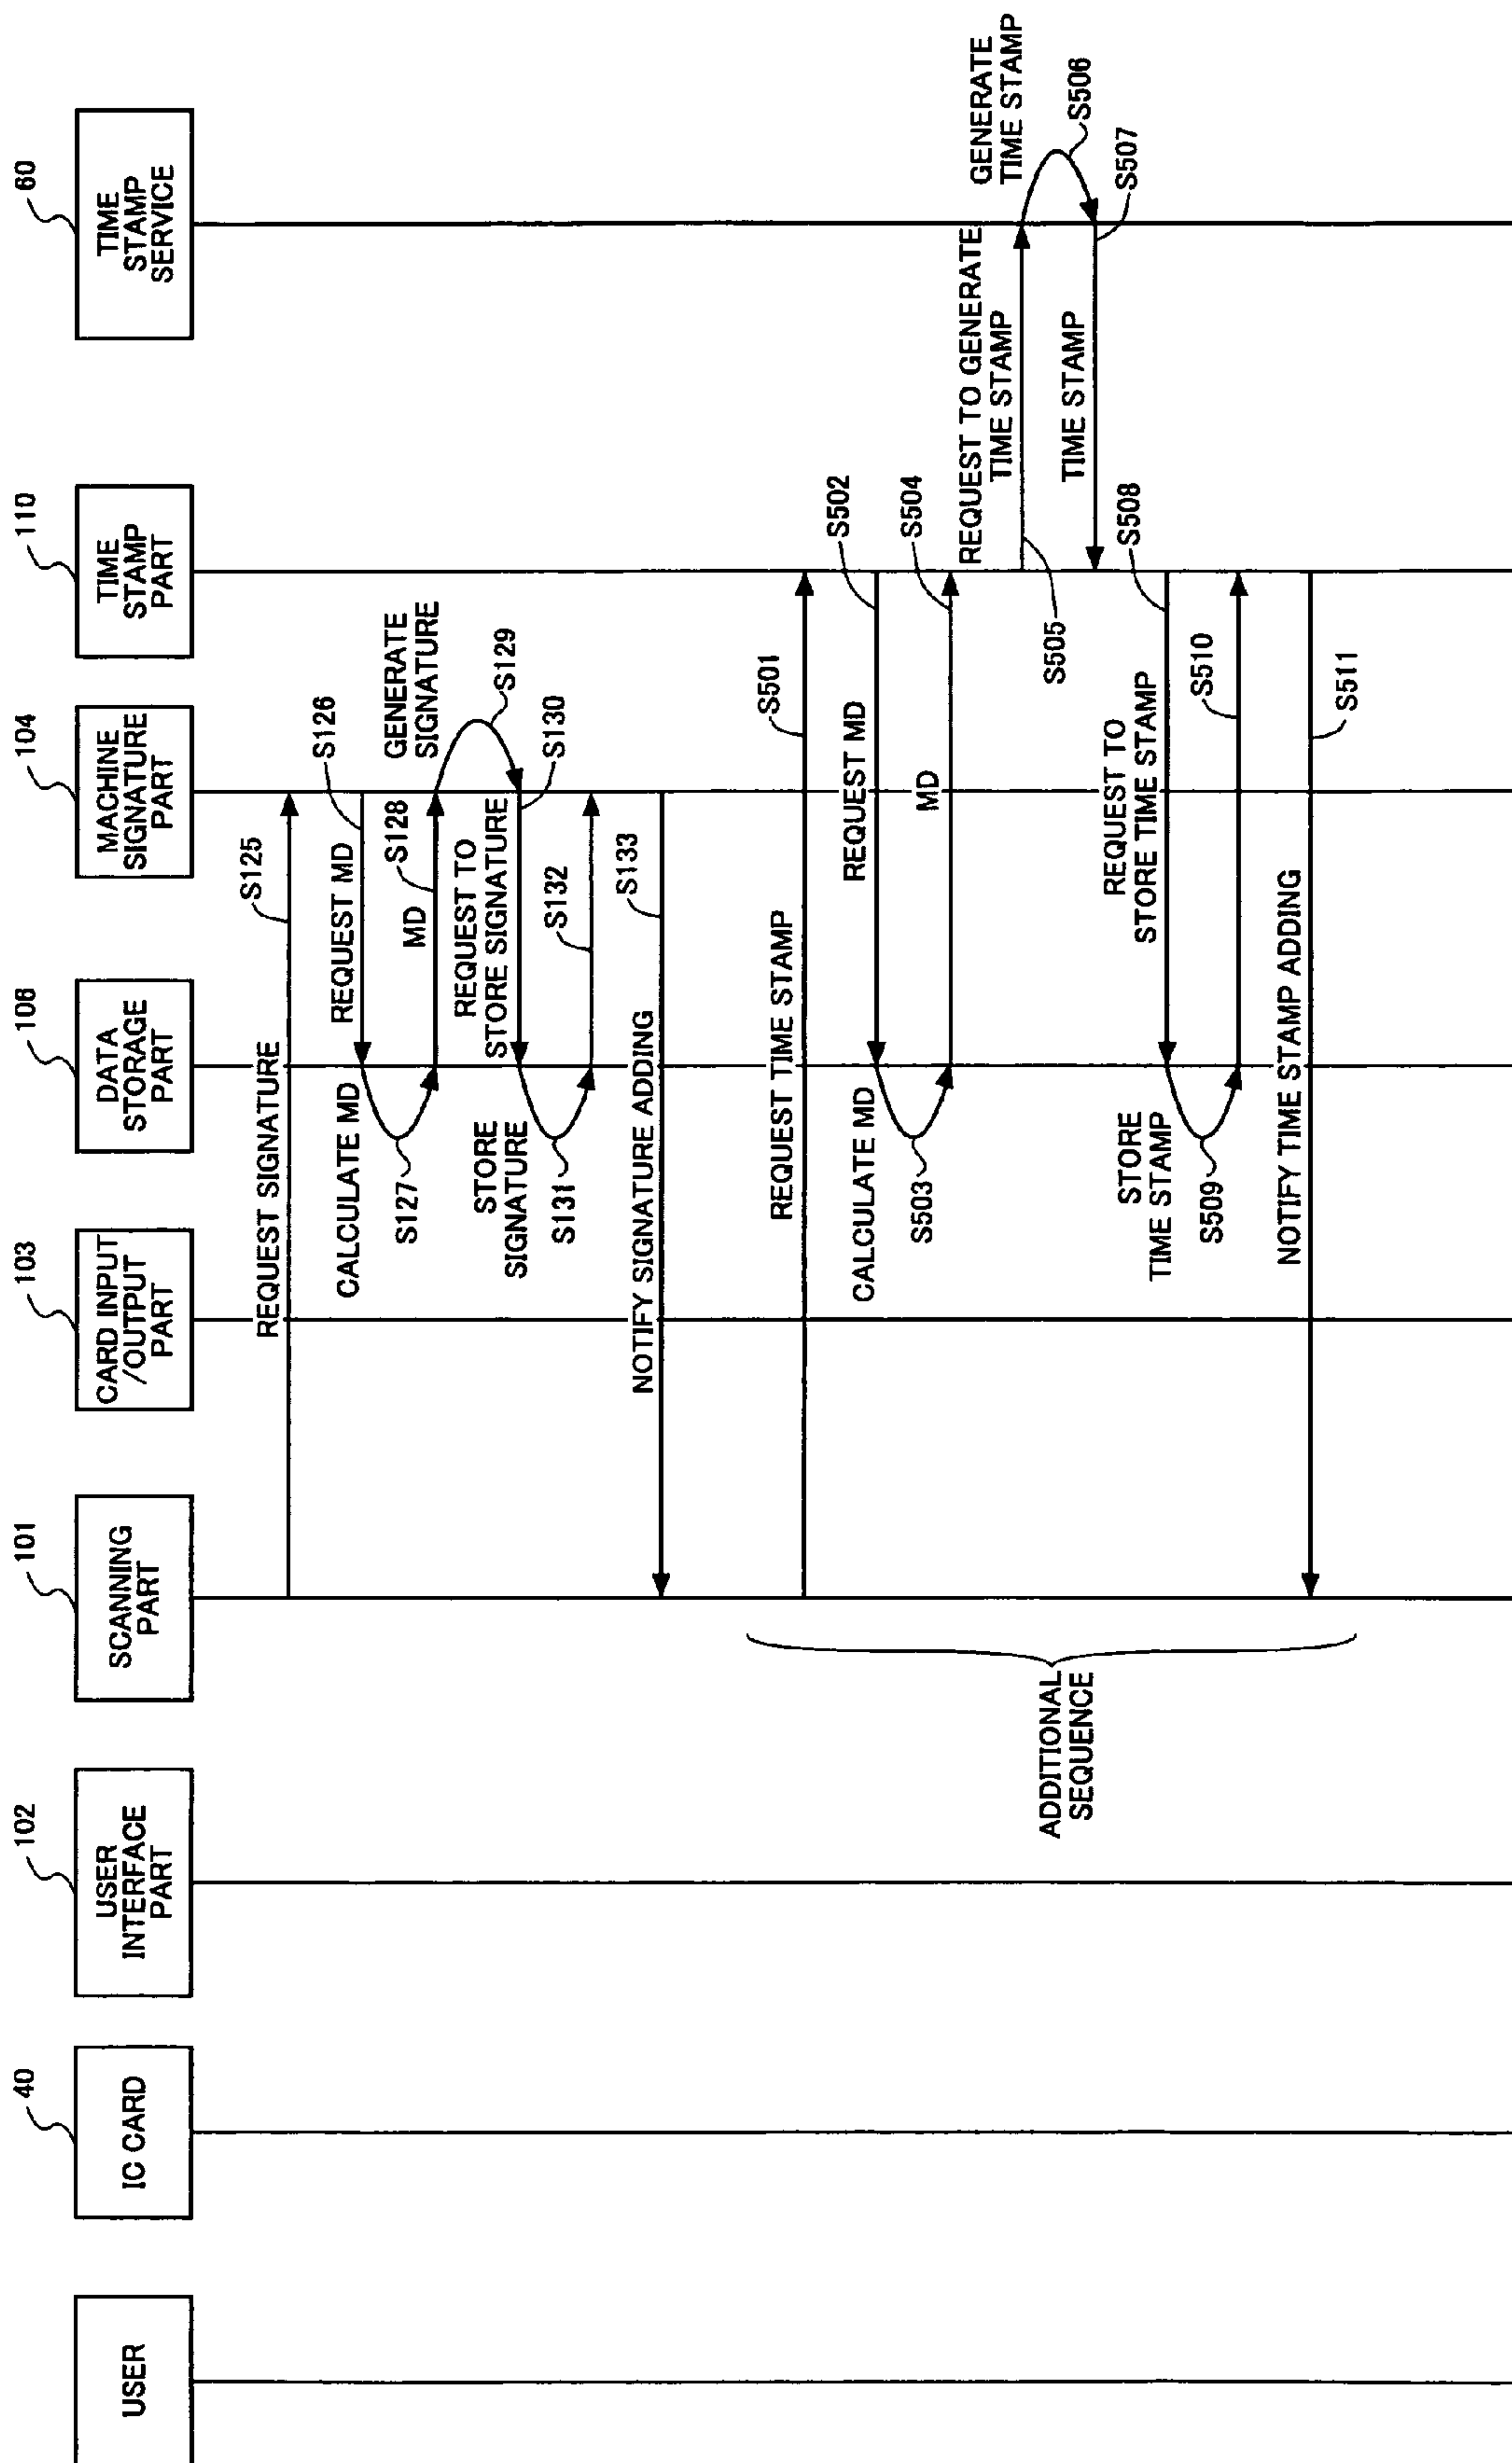 USER
40
IC CARD
102
USER
INTERFACE
PART
101
SCANNING
PART
103
CARD INPUT
/OUTPUT
PART
106
DATA
STORAGE
PART
104
MACHINE
SIGNATURE
PART
110
TIME
STAMP
PART
60
TIME
STAMP
SERVICE
REQUEST SIGNATURE
S125
REQUEST MD
S126
CALCULATE MD
S127
MD
S128
GENERATE
SIGNATURE
S129
REQUEST TO
STORE SIGNATURE
S130
STORE
SIGNATURE
S131
S132
NOTIFY SIGNATURE ADDING
S133
ADDITIONAL
SEQUENCE
REQUEST TIME STAMP
S501
REQUEST MD
S502
CALCULATE MD
S503
MD
S504
REQUEST TO GENERATE
TIME STAMP
S505
GENERATE
TIME STAMP
S506
TIME STAMP
S507
REQUEST TO
STORE TIME STAMP
S508
STORE
TIME STAMP
S509
S510
NOTIFY TIME STAMP ADDING
S511